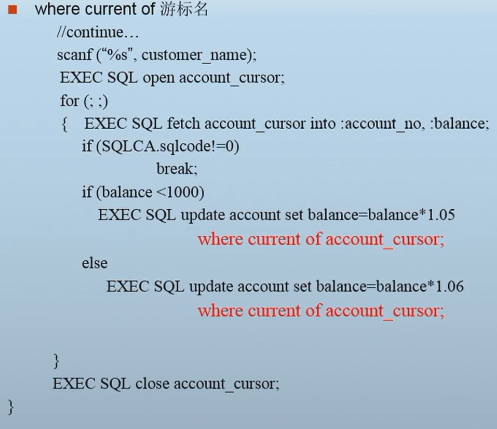 where current of 游标名
//continue…
scanf (“%s”, customer_name);
EXEC SQL open account_cursor;
for (; ;)
{ EXEC SQL fetch account_cursor into :account_no, :balance;
if (SQLCA.sqlcode!=0)
break;
if (balance <1000)
EXEC SQL update account set balance=balance*1.05
where current of account_cursor;
else
EXEC SQL update account set balance=balance*1.06
where current of account_cursor;
}
EXEC SQL close account_cursor;
}